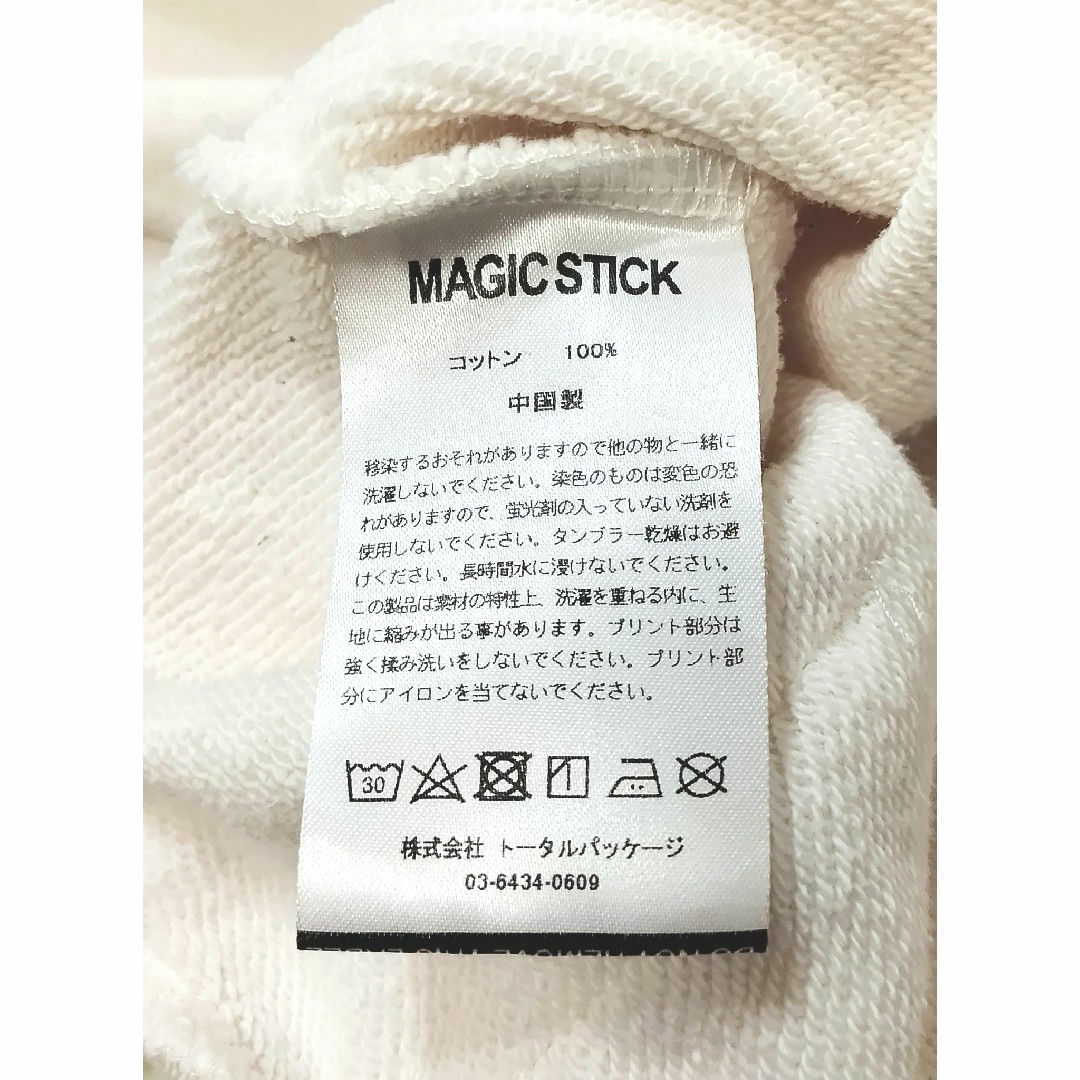 MAGIC STICK
コットン 100%
中国製
移染するおそれがありますので他の物と一緒に
洗濯しないでください。染色のものは変色の恐
れがありますので、蛍光剤の入っていない洗剤を
使用しないでください。タンブラー乾燥はお避
けください。長時間水に浸けないでください。
この製品は素材の特性上、洗濯を重ねる内に、生
地に縮みが出る事があります。プリント部分は
強く揉み洗いをしないでください。プリント部
分にアイロンを当てないでください。
30
株式会社 トータルパッケージ
03-6434-0609